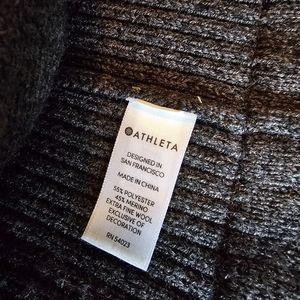 ATHLETA
DESIGNED IN
SAN FRANCISCO
MADE IN CHINA
55% POLYESTER
45% MERINO
EXTRA FINE WOOL
EXCLUSIVE OF
DECORATION
RN 54023